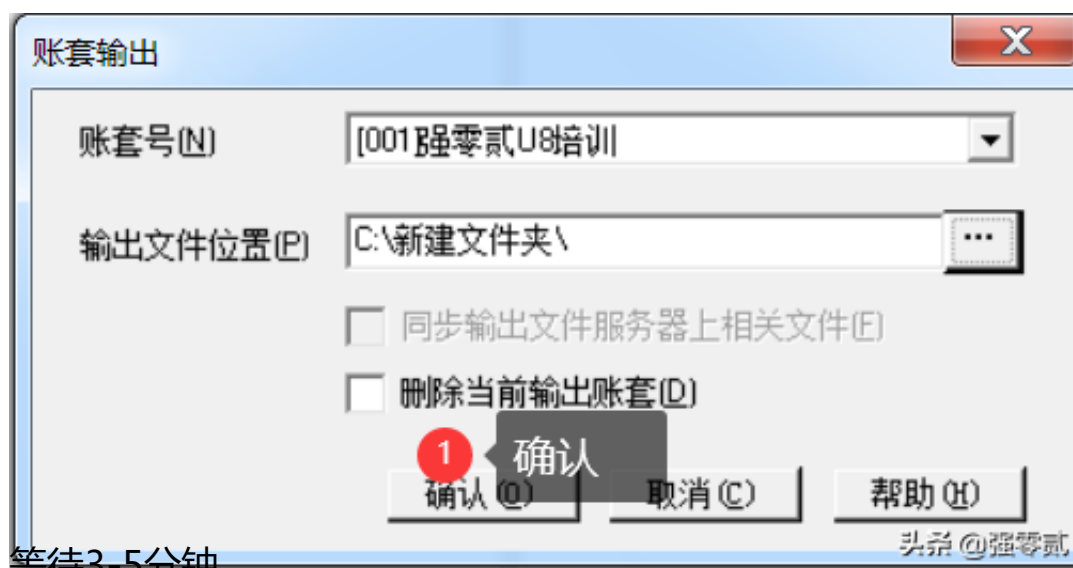 账套输出
账套号(N)
[001]强零贰U8培训
输出文件位置(P)
C:\新建文件夹\
...
同步输出文件服务器上相关文件(F)
删除当前输出账套(D)
1 确认
确认(O) 取消(C) 帮助(H)
头条 @强零贰
等待3-5分钟